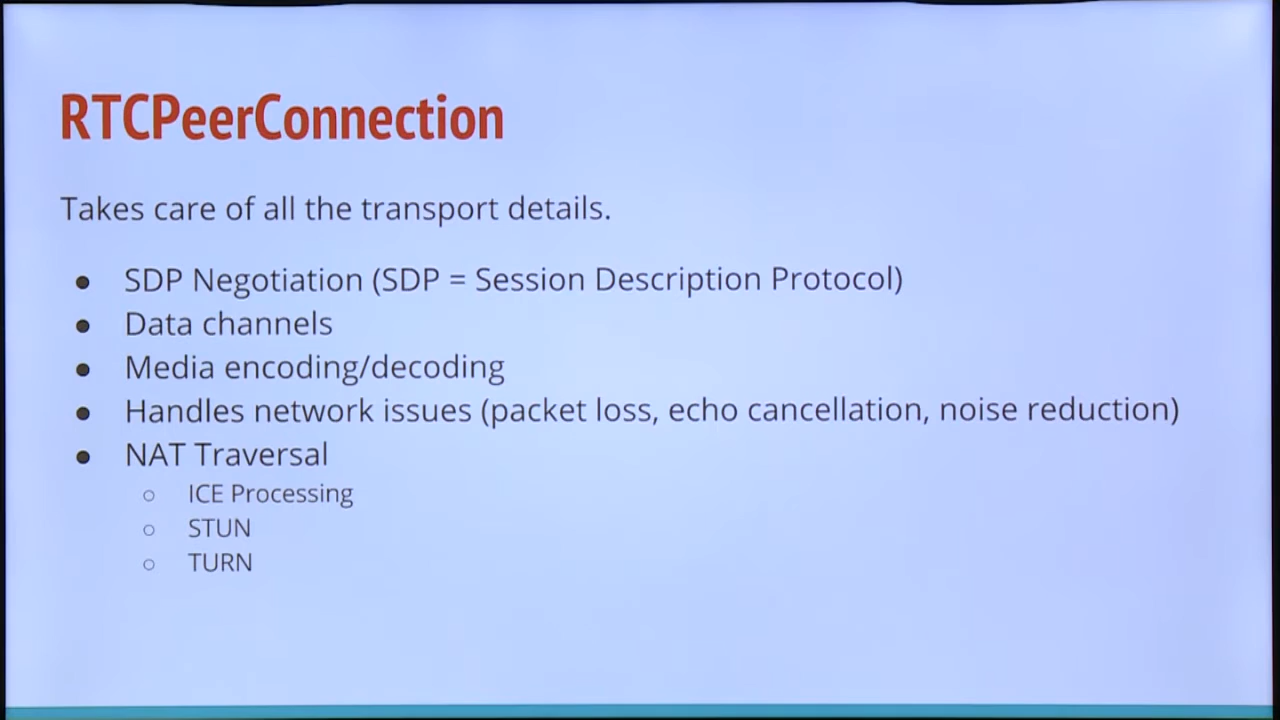 RTCPeerConnection
Takes care of all the transport details.
● SDP Negotiation (SDP = Session Description Protocol)
● Data channels
● Media encoding/decoding
● Handles network issues (packet loss, echo cancellation, noise reduction)
● NAT Traversal
○ ICE Processing
○ STUN
○ TURN